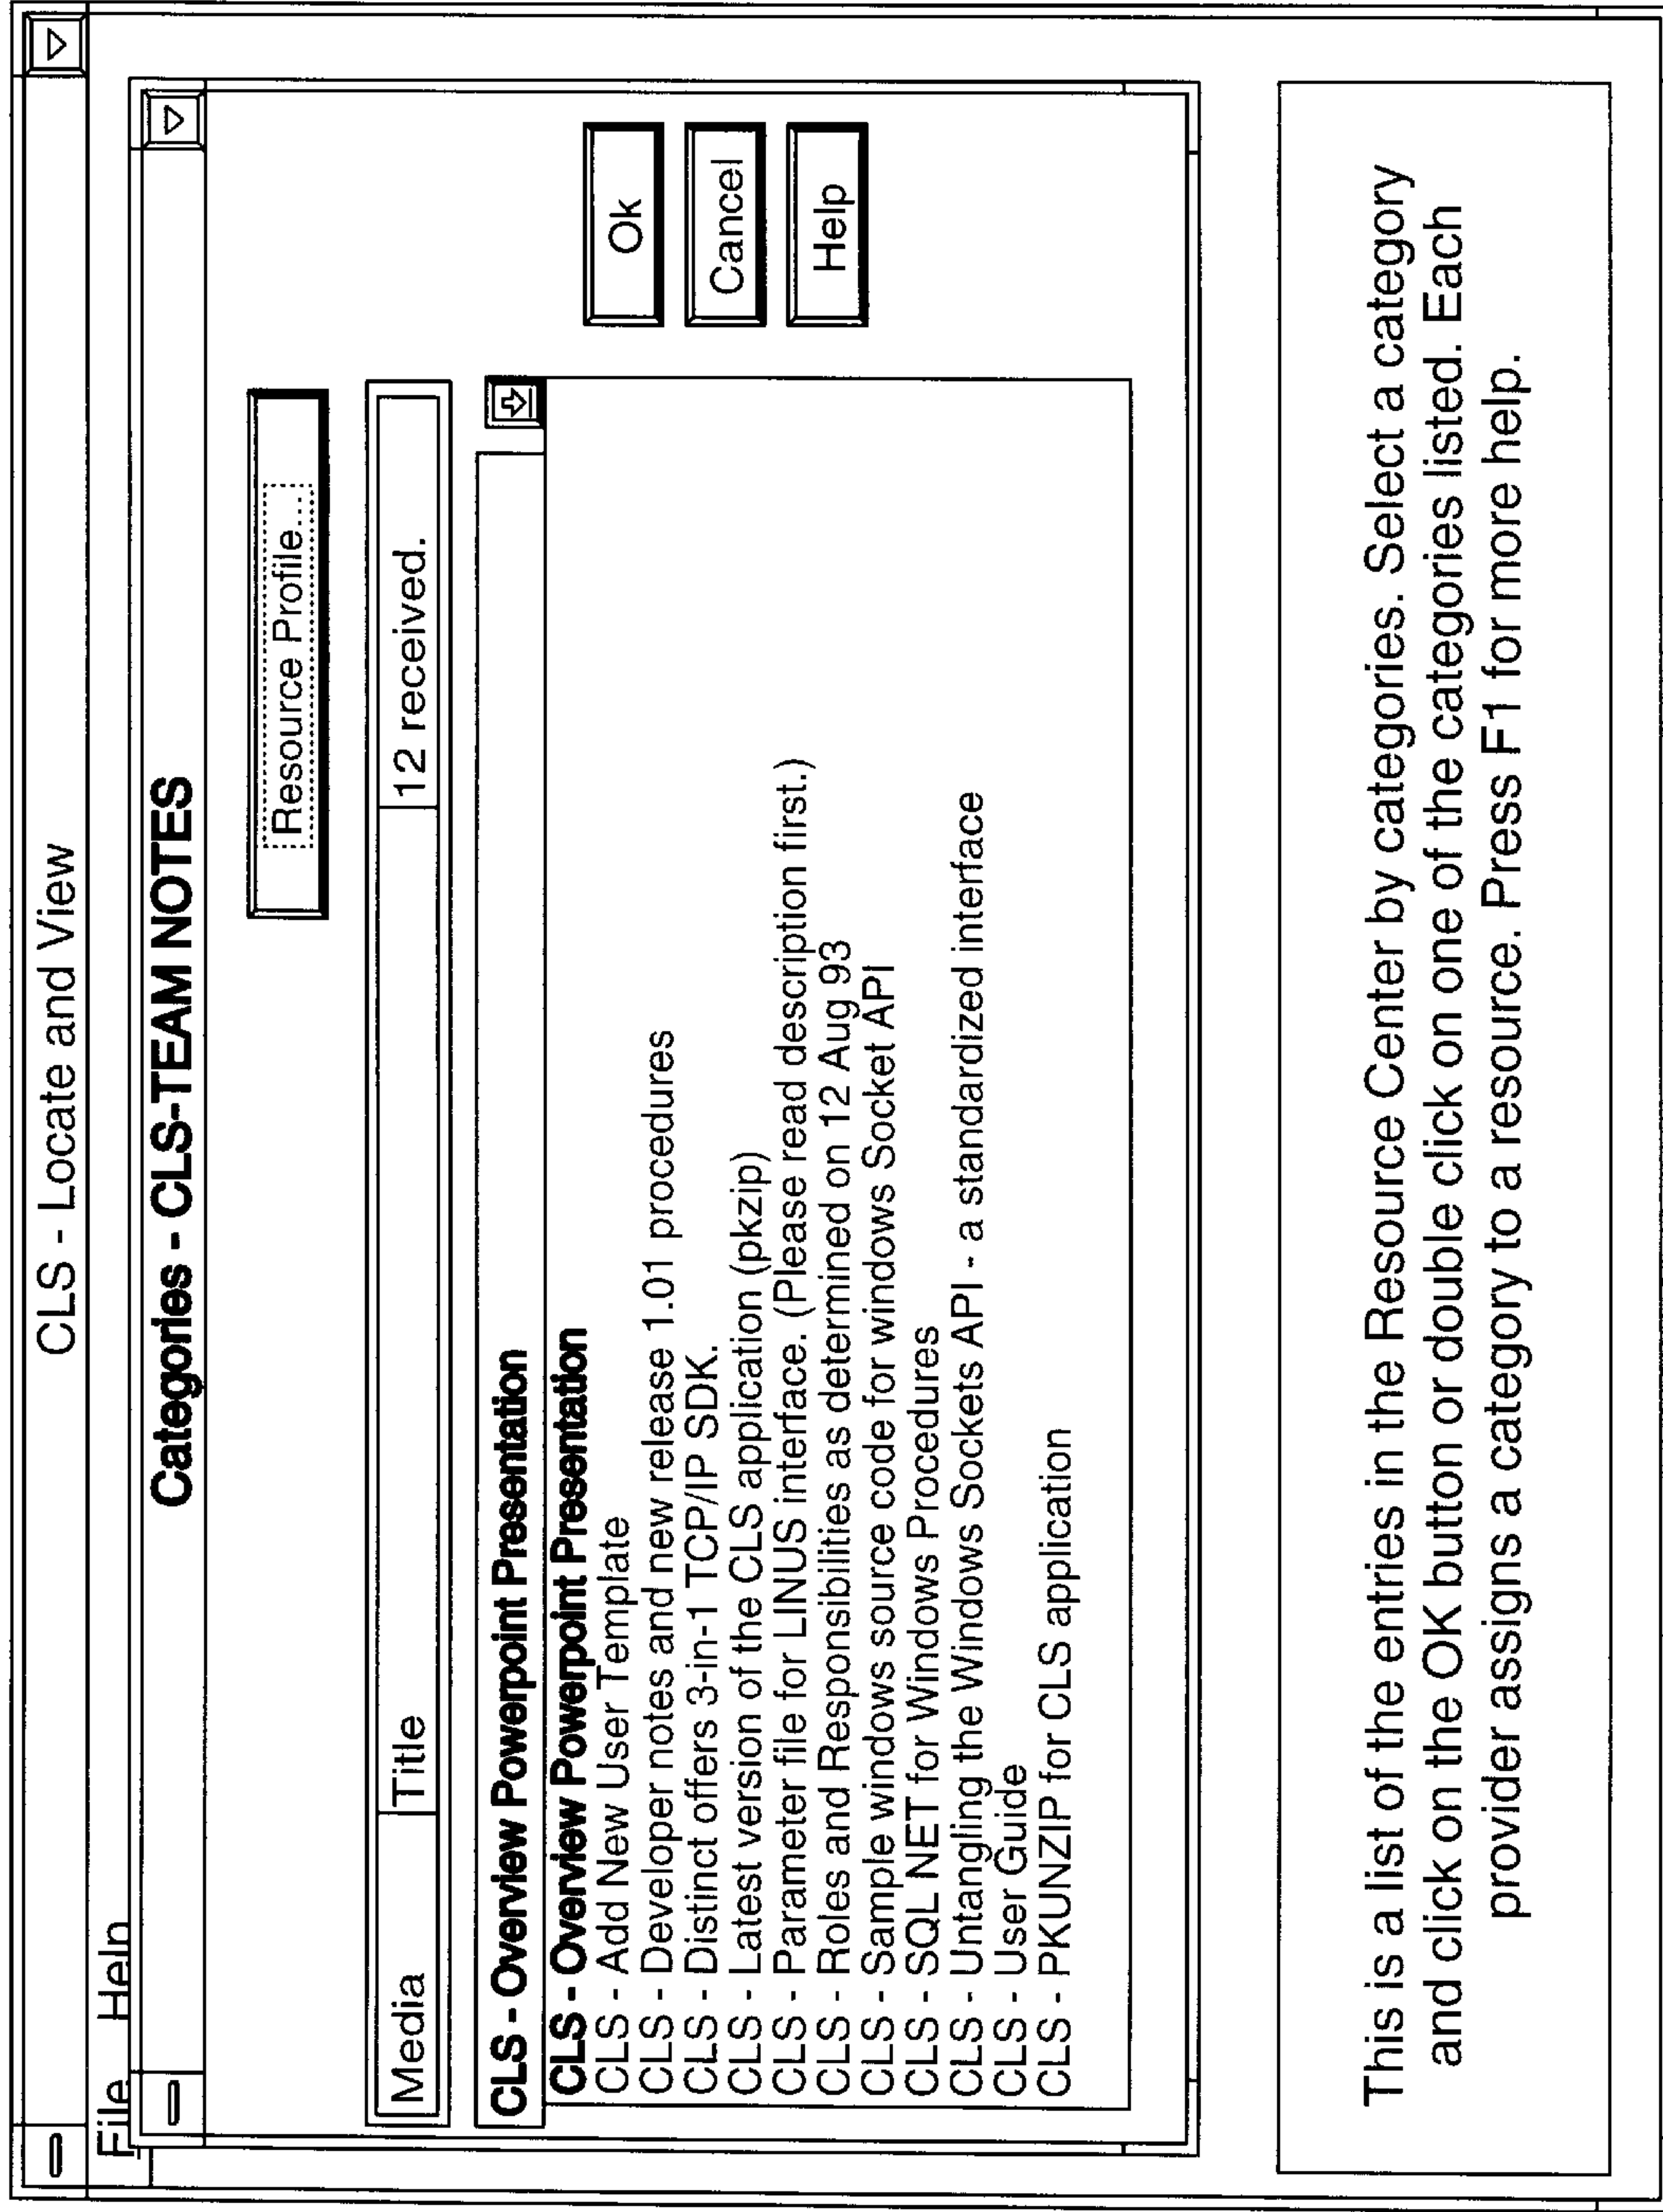 CLS - Locate and View
File Help
Categories - CLS-TEAM NOTES
Resource Profile...
Media Title 12 received.
CLS - Overview Powerpoint Presentation
CLS - Overview Powerpoint Presentation
CLS - Add New User Template
CLS - Developer notes and new release 1.01 procedures
CLS - Distinct offers 3-in-1 TCP/IP SDK.
CLS - Latest version of the CLS application (pkzip)
CLS - Parameter file for LINUS interface. (Please read description first.)
CLS - Roles and Responsibilities as determined on 12 Aug 93
CLS - Sample windows source code for windows Socket API
CLS - SQL NET for Windows Procedures
CLS - Untangling the Windows Sockets API - a standardized interface
CLS - User Guide
CLS - PKUNZIP for CLS application
Ok
Cancel
Help
This is a list of the entries in the Resource Center by categories. Select a category
and click on the OK button or double click on one of the categories listed. Each
provider assigns a category to a resource. Press F1 for more help.